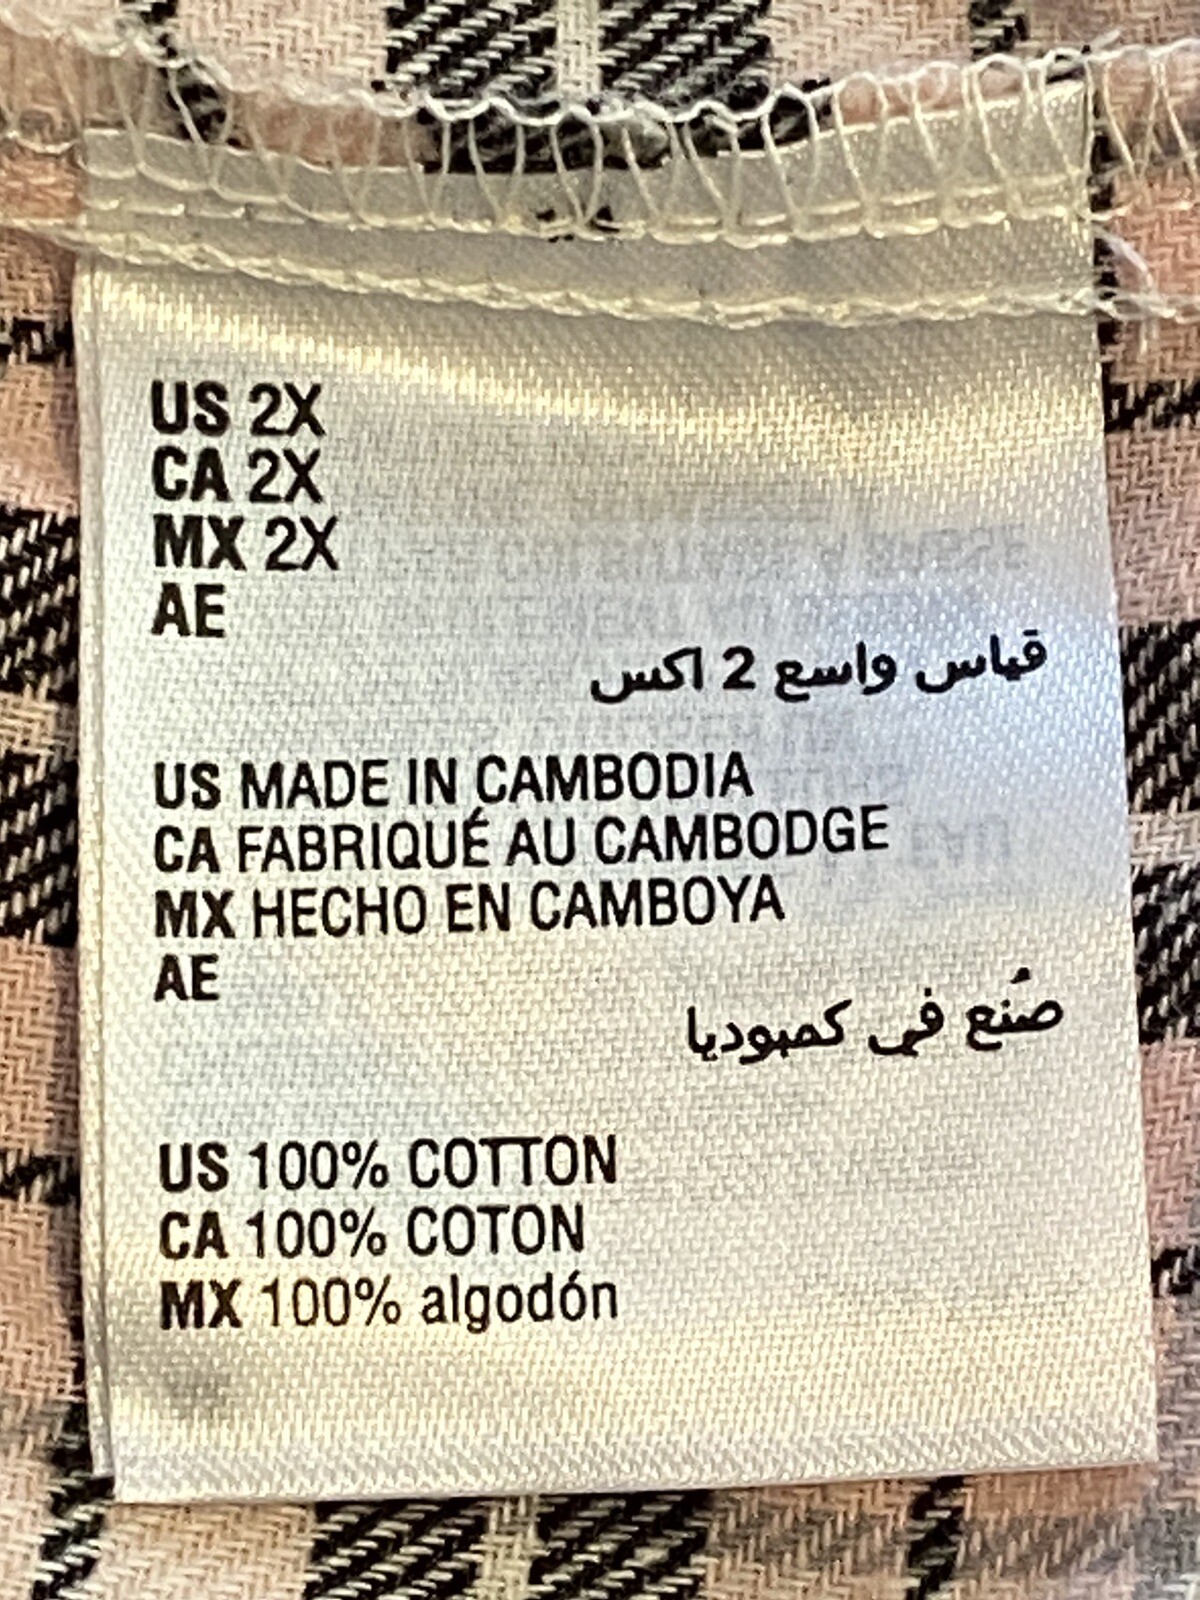 US 2X
CA 2X
MX 2X
AE
قياس واسع 2 اكس
US MADE IN CAMBODIA
CA FABRIQUÉ AU CAMBODGE
MX HECHO EN CAMBOYA
AE
صُنع في كمبوديا
US 100% COTTON
CA 100% COTON
MX 100% algodón